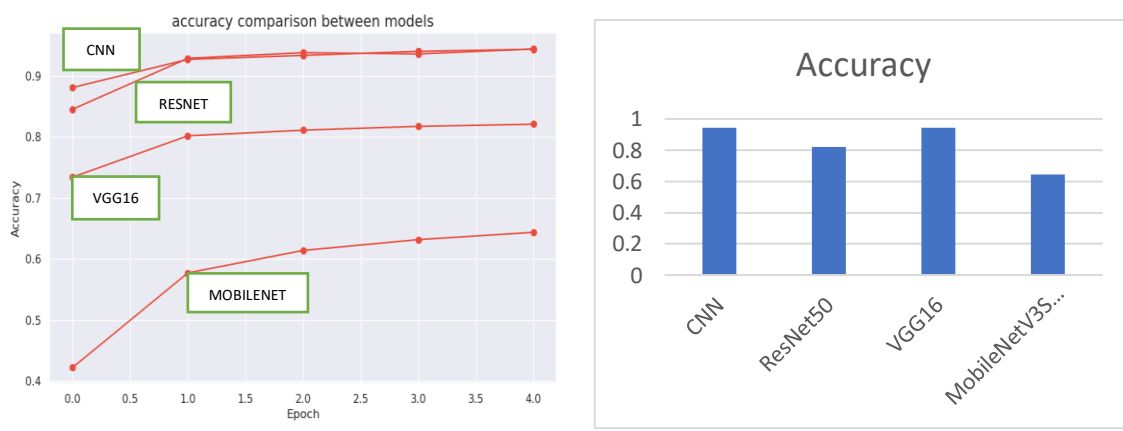 accuracy comparison between models
CNN
RESNET
VGG16
MOBILENET
Accuracy
0.9
0.8
0.7
0.6
0.5
0.4
0.0 0.5 1.0 1.5 2.0 2.5 3.0 3.5 4.0
Epoch
Accuracy
1
0.8
0.6
0.4
0.2
0
CNN
ResNet50
VGG16
MobileNetV3S...